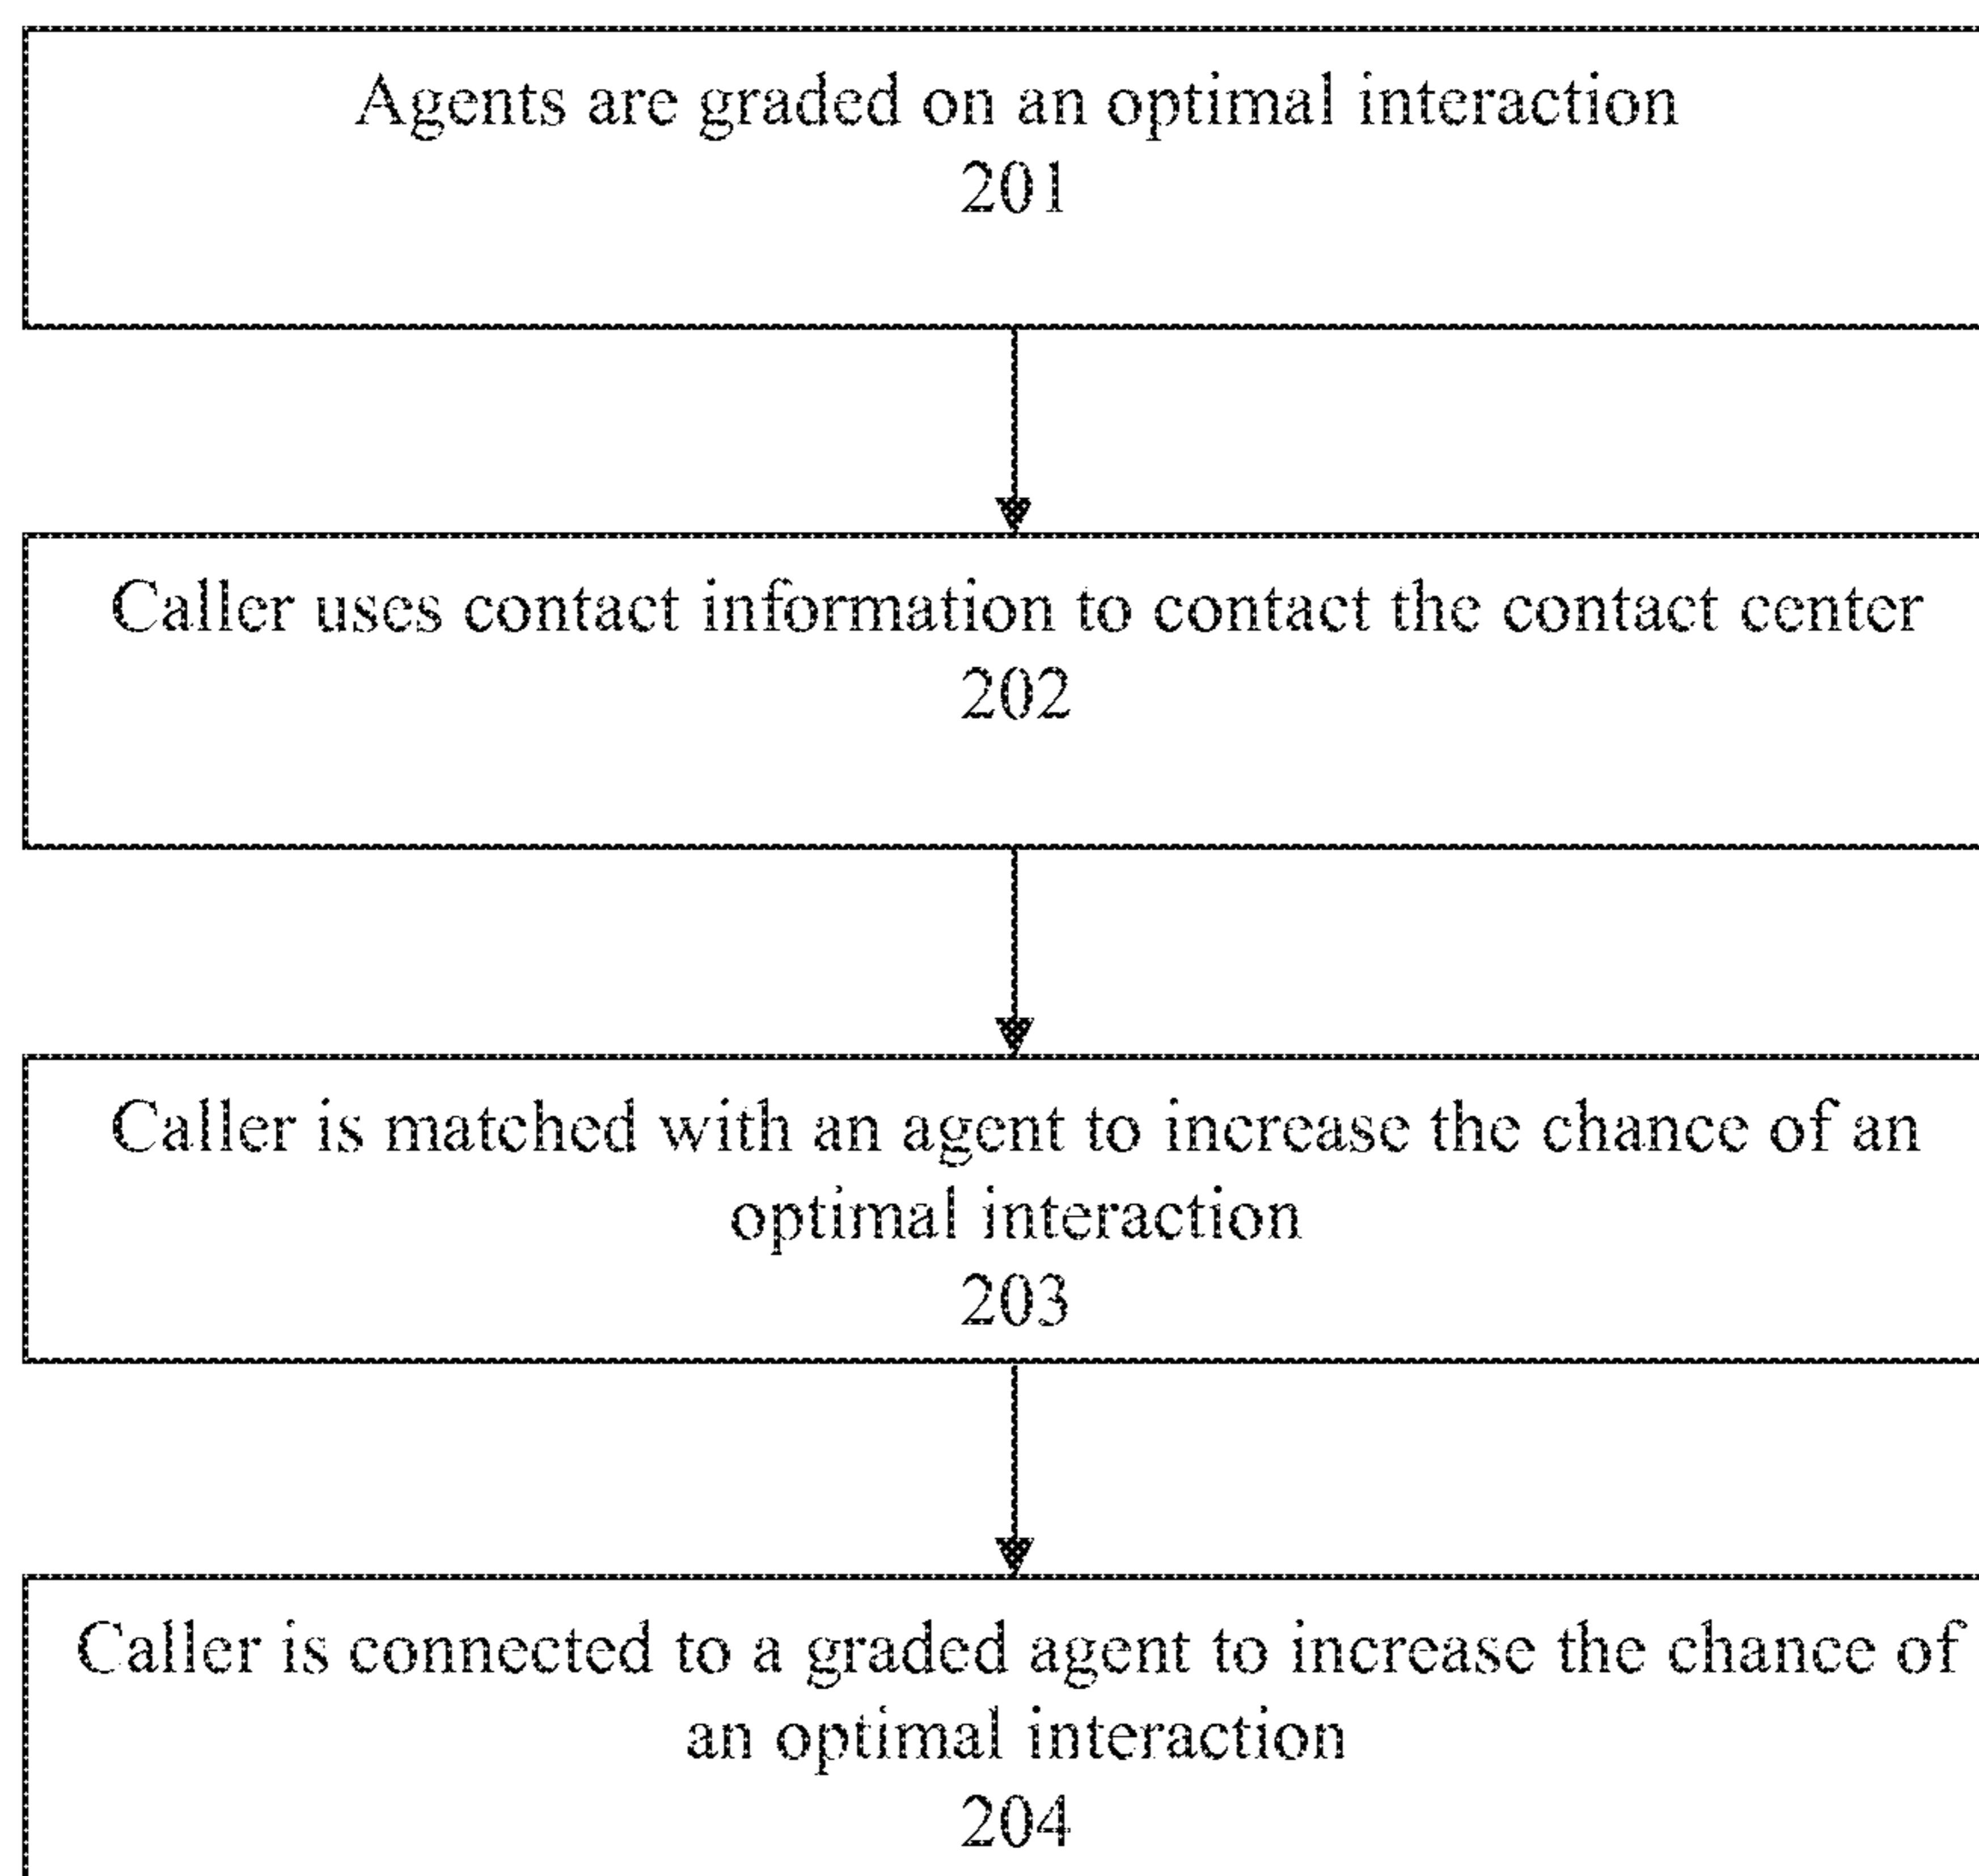 Agents are graded on an optimal interaction
201
Caller uses contact information to contact the contact center
202
Caller is matched with an agent to increase the chance of an
optimal interaction
203
Caller is connected to a graded agent to increase the chance of
an optimal interaction
204